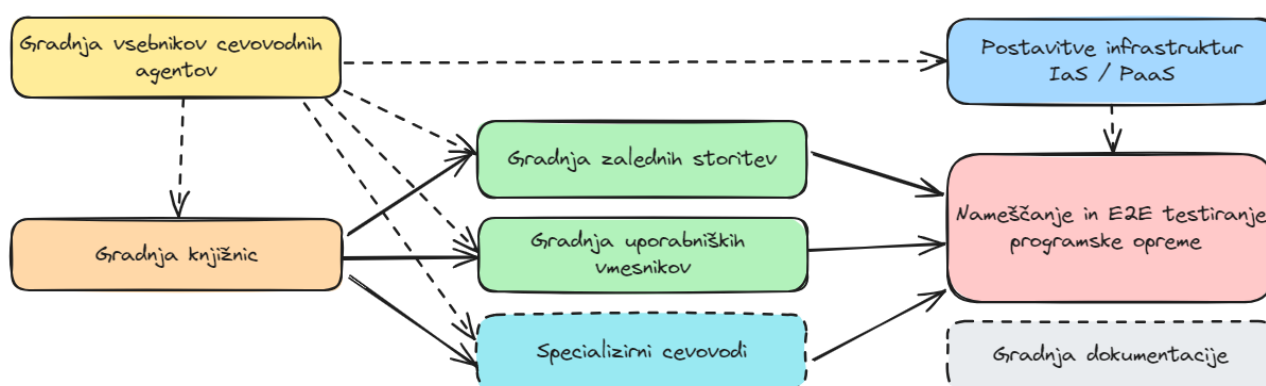 Gradnja vsebnikov cevovodnih
agentov
Postavitve infrastruktur
IaS / PaaS
Gradnja zalednih storitev
Gradnja knjižnic
Gradnja uporabniških
vmesnikov
Nameščanje in E2E testiranje
programske opreme
Specializirni cevovodi
Gradnja dokumentacije